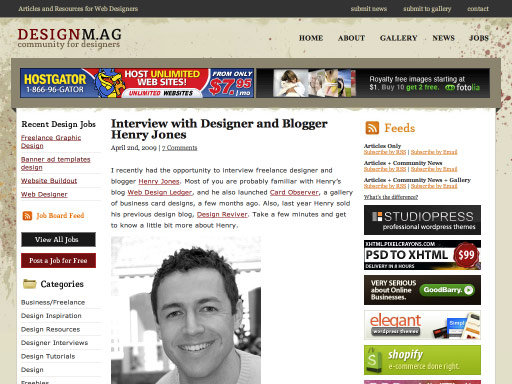 Articles and Resources for Web Designers
submit news
submit to gallery
contact
DESIGNM.AG
community for designers
HOME
ABOUT
GALLERY
NEWS
JOBS
HOSTGATOR
1-866-96-GATOR
HOST UNLIMITED
WEB SITES!
UNLIMITED WEBSITES!
FROM ONLY
$7.95
/mo
Royalty free images starting at
$1. Buy 10 get 2 free.
fotolia
Recent Design Jobs
Freelance Graphic
Design
Banner ad templates
design
Website Buildout
Web Designer
Job Board Feed
View All Jobs
Post a Job for Free
Categories
Business/Freelance
Design Inspiration
Design Resources
Designer Interviews
Design Tutorials
Design
Freebies
Interview with Designer and Blogger
Henry Jones
April 2nd, 2009 | 7 Comments
I recently had the opportunity to interview freelance designer and
blogger Henry Jones. Most of you are probably familiar with Henry's
blog Web Design Ledger, and he also launched Card Observer, a gallery
of business card designs, a few months ago. Also, last year Henry sold
his previous design blog, Design Reviver. Take a few minutes and get
to know a little bit more about Henry.
Feeds
Articles Only
Subscribe by RSS | Subscribe by Email
Articles + Community News
Subscribe by RSS | Subscribe by Email
Articles + Community News + Gallery
Subscribe by RSS | Subscribe by Email
What's the difference?
STUDIOPRESS
professional wordpress themes
XHTML.PIXELCRAYONS.COM
PSD TO XHTML
DELIVERY IN 8 HOURS
$99
VERY SERIOUS
about Online
Businesses.
GoodBarry.
elegant
wordpress themes
Simple
shopify
e-commerce done right.